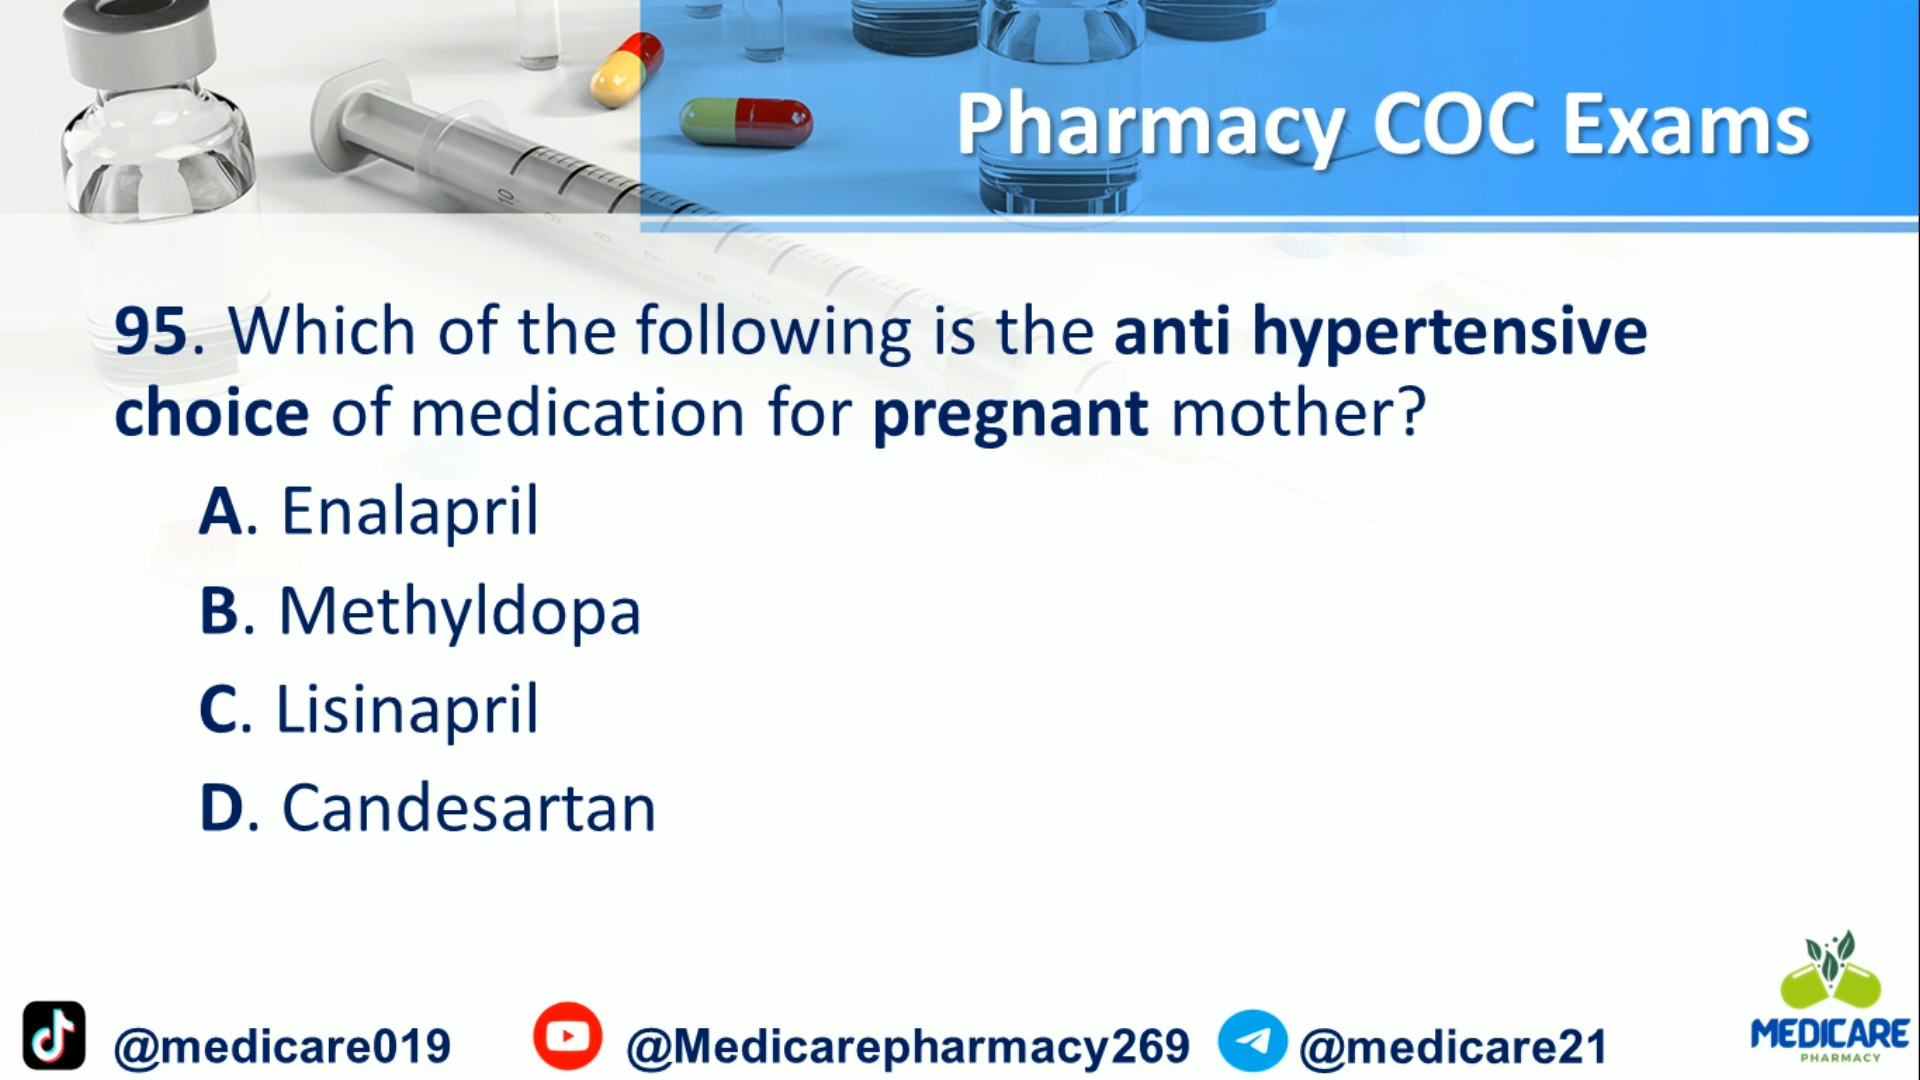 Pharmacy COC Exams
95. Which of the following is the anti hypertensive
choice of medication for pregnant mother?
A. Enalapril
B. Methyldopa
C. Lisinapril
D. Candesartan
@medicare019
@Medicarepharmacy269
@medicare21
MEDICARE
PHARMACY